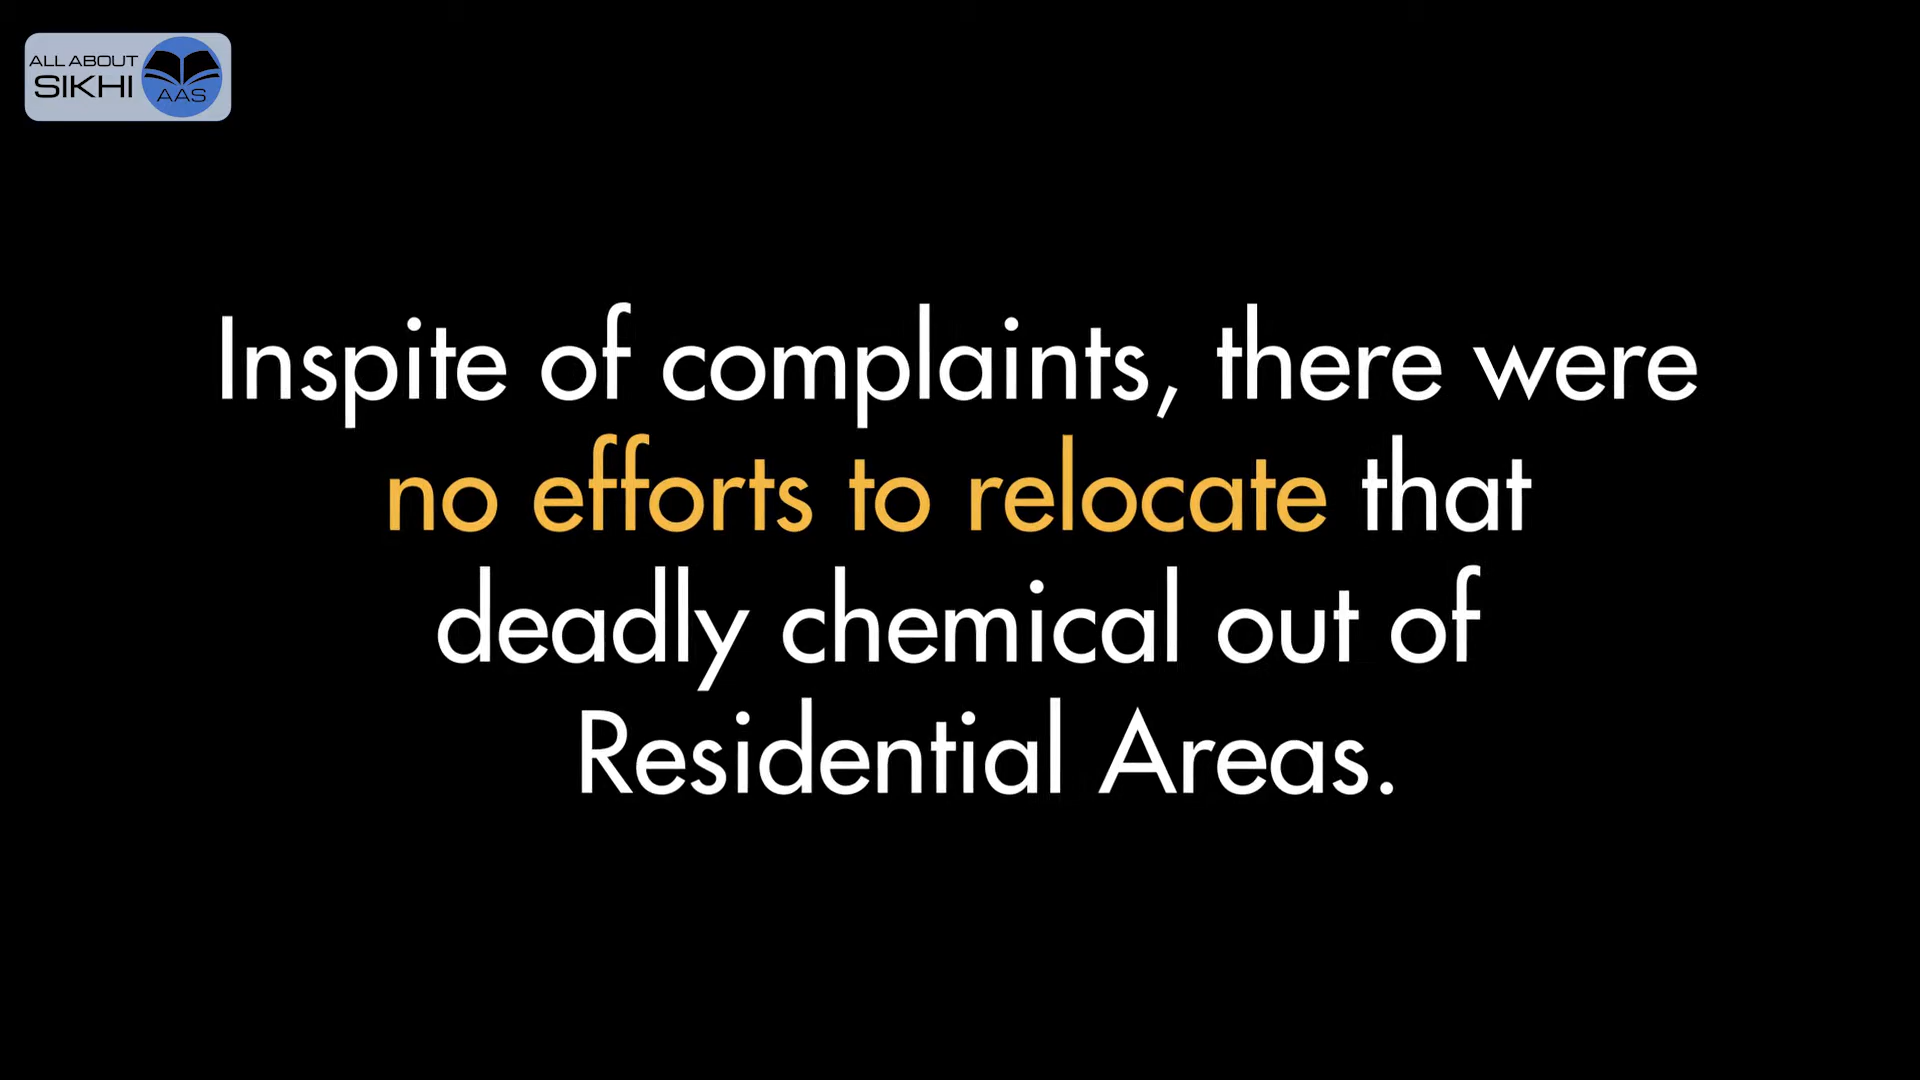 ALL ABOUT
SIKHI
AAS
Inspite of complaints, there were
no efforts to relocate that
deadly chemical out of
Residential Areas.